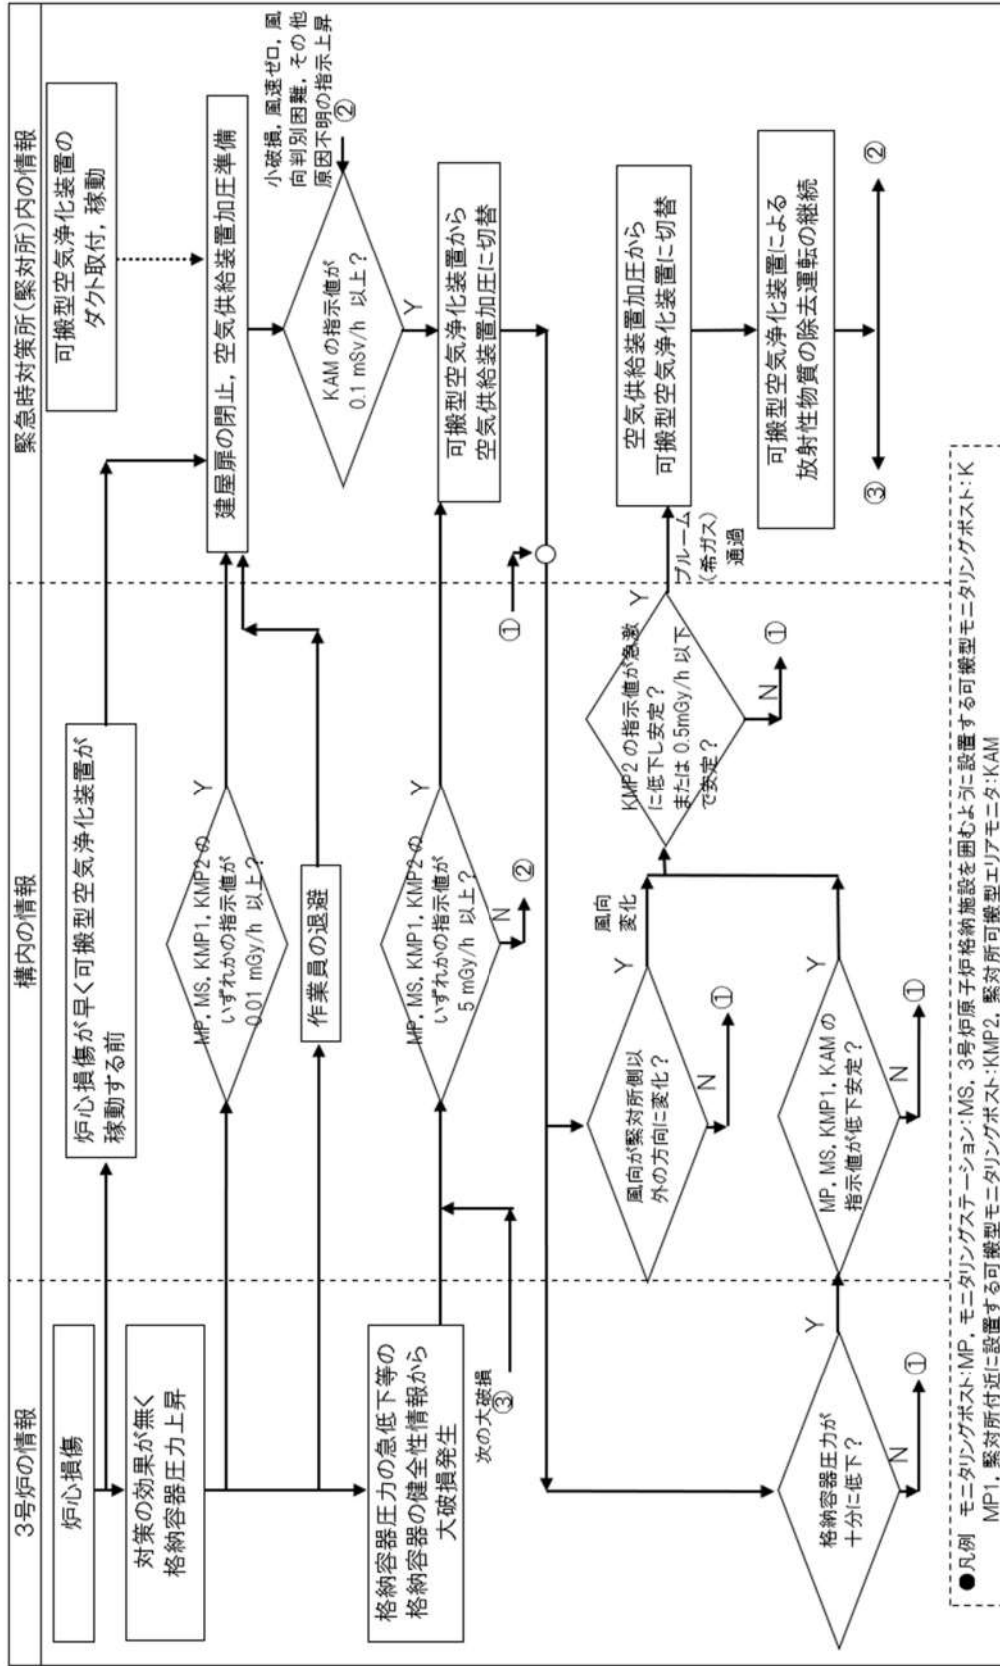 3号炉の情報
構内の情報
緊急時対策所(緊対所)内の情報
炉心損傷
対策の効果が無く
格納容器圧力上昇
格納容器圧力の急低下等の
格納容器の健全性情報から
大破損発生
次の大破損
③
格納容器圧力が
十分に低下?
Y
N
①
炉心損傷が早く可搬型空気浄化装置が
稼動する前
MP, MS, KMP1, KMP2 の
いずれかの指示値が
0.01 mGy/h 以上?
Y
作業員の退避
MP, MS, KMP1, KMP2 の
いずれかの指示値が
5 mGy/h 以上?
Y
N
②
風向が緊対所側以
外の方向に変化?
Y
N
①
風向
変化
MP, MS, KMP1, KAM の
指示値が低下安定?
Y
N
①
KMP2 の指示値が急激
に低下し安定?
または 0.5mGy/h 以下
で安定?
Y
N
①
プルーム
(希ガス)
通過
可搬型空気浄化装置の
ダクト取付, 稼動
建屋扉の閉止, 空気供給装置加圧準備
小破損, 風速ゼロ, 風
向判別困難, その他
原因不明の指示上昇
②
KAM の指示値が
0.1 mSv/h 以上?
Y
可搬型空気浄化装置から
空気供給装置加圧に切替
①
空気供給装置加圧から
可搬型空気浄化装置に切替
可搬型空気浄化装置による
放射性物質の除去運転の継続
③
②
●凡例 モニタリングポスト:MP, モニタリングステーション:MS, 3号炉原子炉格納施設を囲むように設置する可搬型モニタリングポスト:K
MP1, 緊対所付近に設置する可搬型モニタリングポスト:KMP2, 緊対所可搬型エリアモニタ:KAM